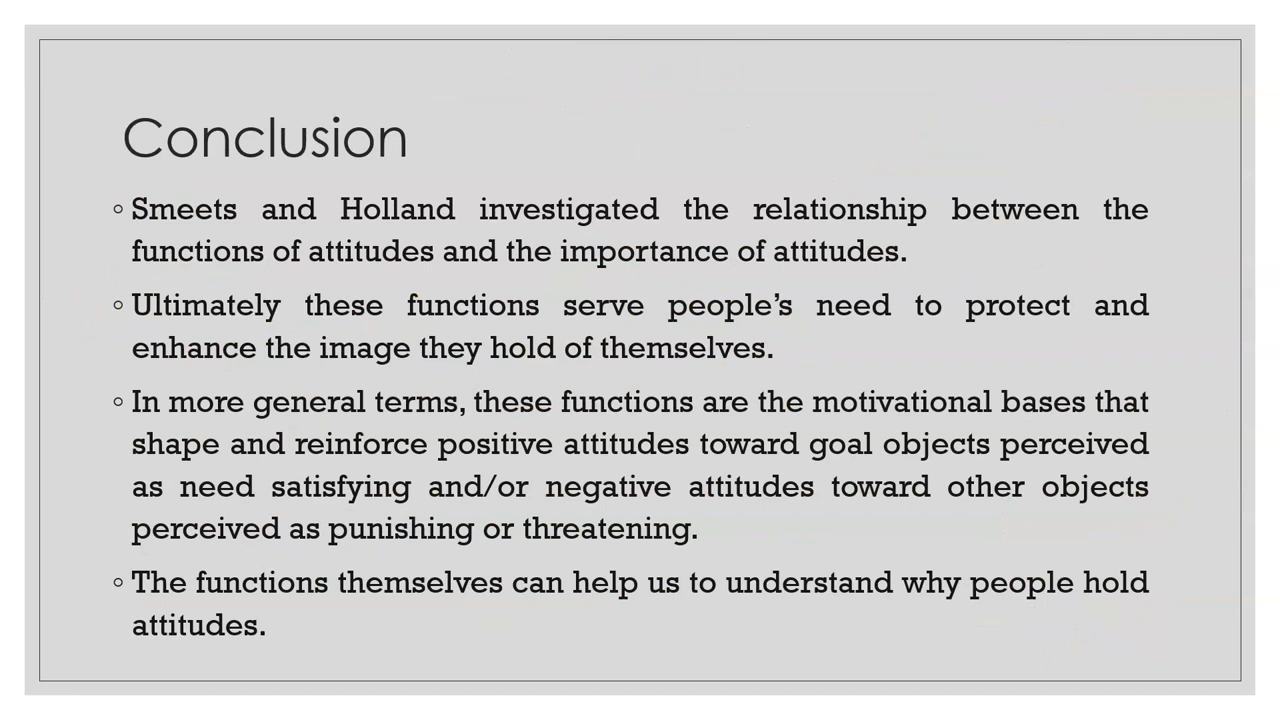 Conclusion
◦ Smeets and Holland investigated the relationship between the
functions of attitudes and the importance of attitudes.
◦ Ultimately these functions serve people’s need to protect and
enhance the image they hold of themselves.
◦ In more general terms, these functions are the motivational bases that
shape and reinforce positive attitudes toward goal objects perceived
as need satisfying and/or negative attitudes toward other objects
perceived as punishing or threatening.
◦ The functions themselves can help us to understand why people hold
attitudes.